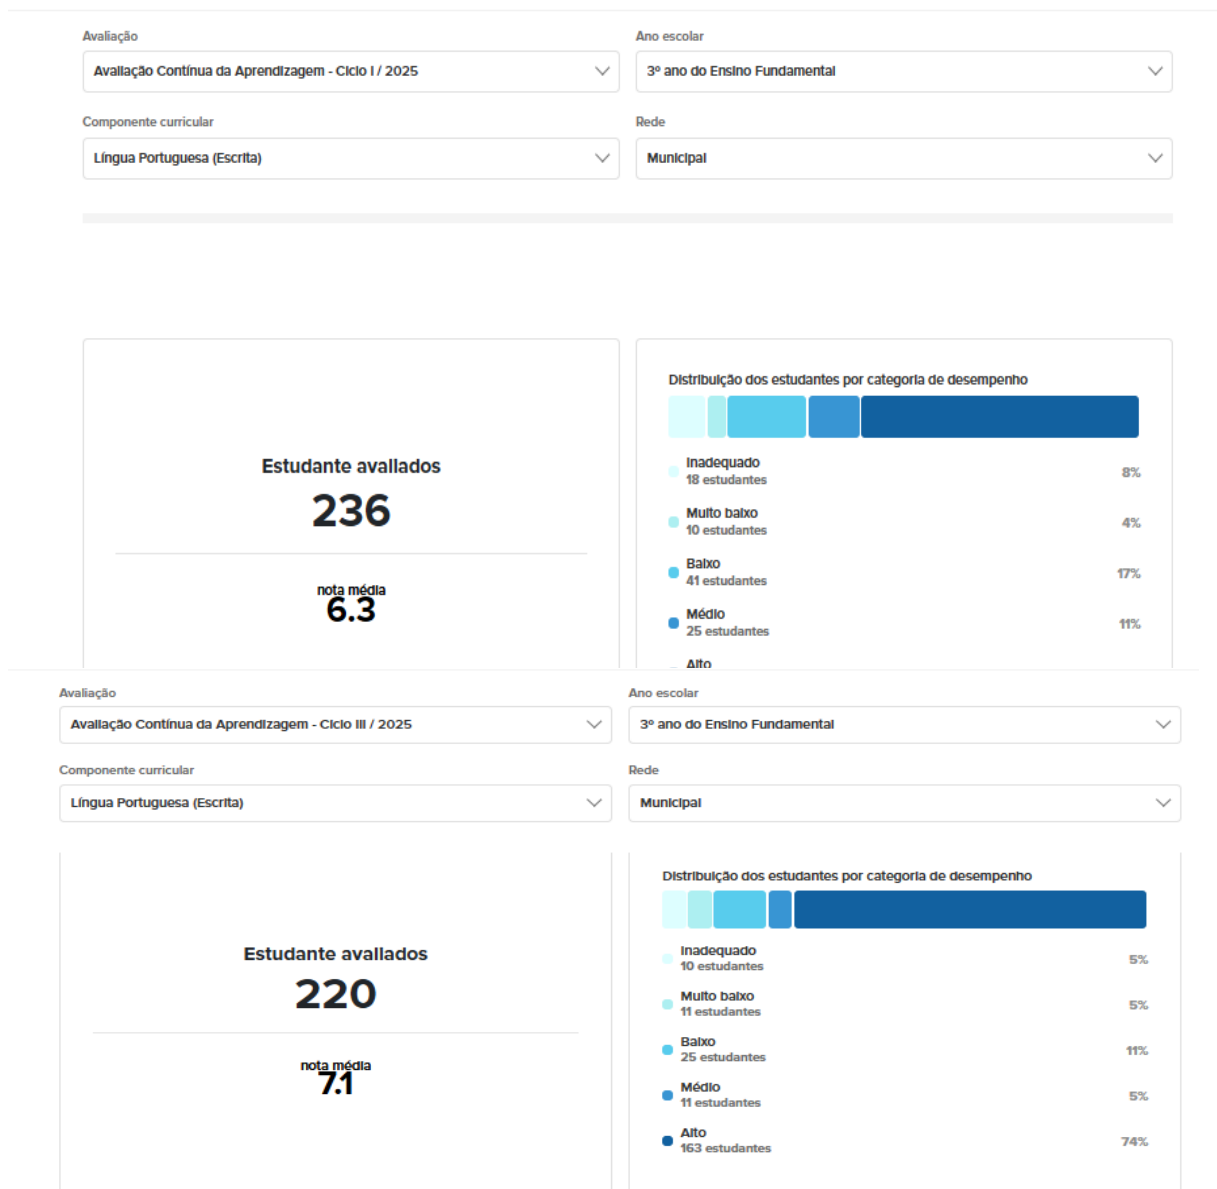 Avaliação
Ano escolar
Avaliação Contínua da Aprendizagem - Ciclo I / 2025
3º ano do Ensino Fundamental
Componente curricular
Rede
Língua Portuguesa (Escrita)
Municipal
Estudante avaliados
236
nota média
6.3
Distribuição dos estudantes por categoria de desempenho
Inadequado
18 estudantes
8%
Muito baixo
10 estudantes
4%
Baixo
41 estudantes
17%
Médio
25 estudantes
11%
Alto
Avaliação
Ano escolar
Avaliação Contínua da Aprendizagem - Ciclo III / 2025
3º ano do Ensino Fundamental
Componente curricular
Rede
Língua Portuguesa (Escrita)
Municipal
Estudante avaliados
220
nota média
7.1
Distribuição dos estudantes por categoria de desempenho
Inadequado
10 estudantes
5%
Muito baixo
11 estudantes
5%
Baixo
25 estudantes
11%
Médio
11 estudantes
5%
Alto
163 estudantes
74%